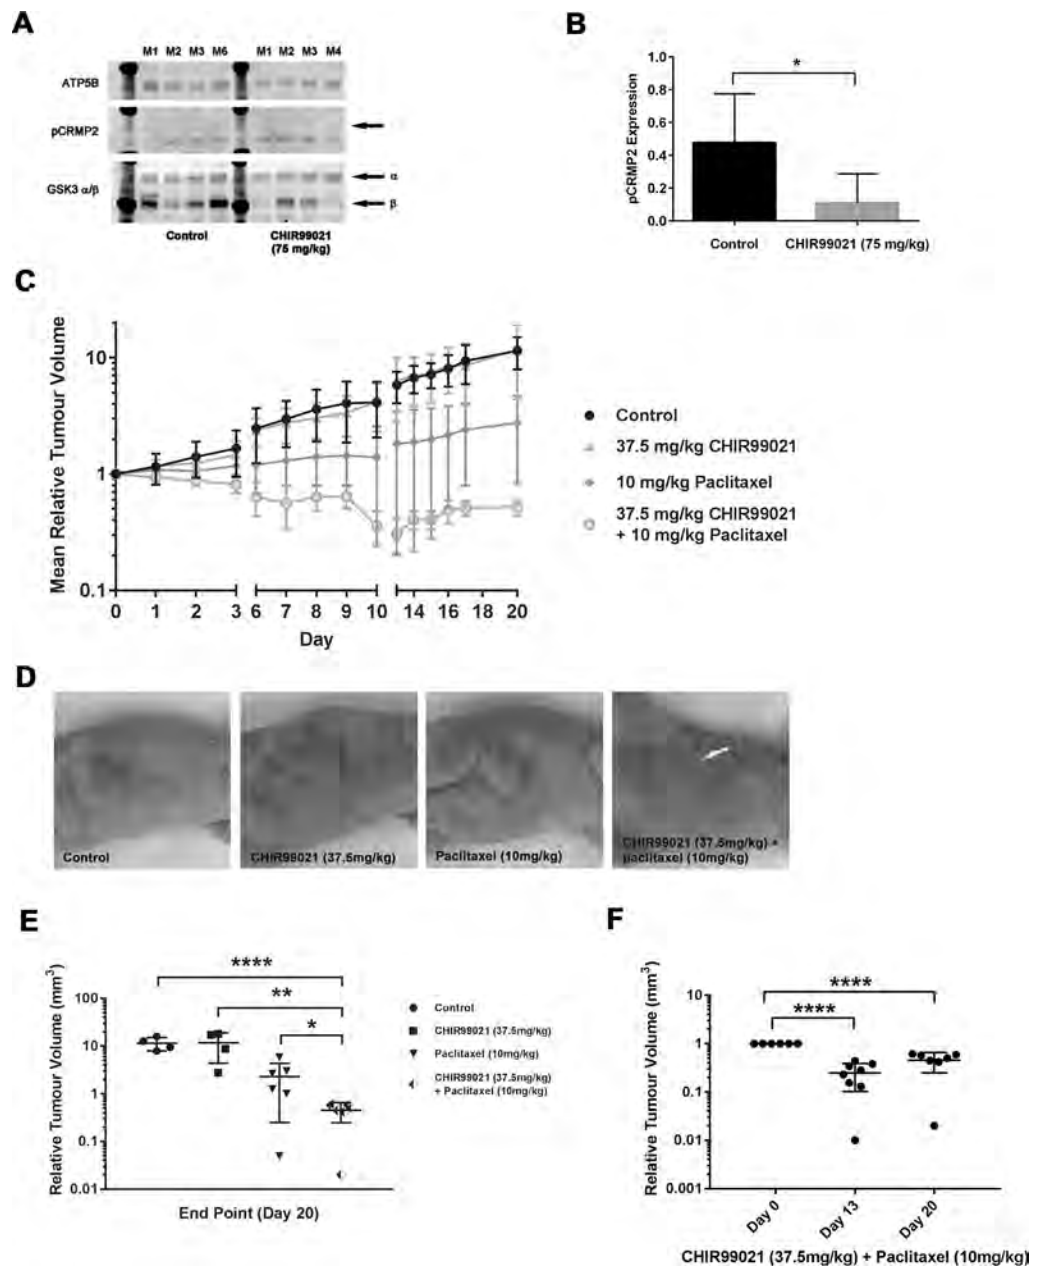 A
M1 M2 M3 M6 M1 M2 M3 M4
ATP5B
pCRMP2
GSK3 α/β
α
β
Control
CHIR99021
(75 mg/kg)
B
pCRMP2 Expression
1.0
0.8
0.6
0.4
0.2
0.0
*
Control
CHIR99021 (75 mg/kg)
C
Mean Relative Tumour Volume
10
1
0.1
0 1 2 3 6 7 8 9 10 14 16 18 20
Day
Control
37.5 mg/kg CHIR99021
10 mg/kg Paclitaxel
37.5 mg/kg CHIR99021
+ 10 mg/kg Paclitaxel
D
Control
CHIR99021 (37.5mg/kg)
Paclitaxel (10mg/kg)
CHIR99021 (37.5mg/kg) +
paclitaxel (10mg/kg)
E
Relative Tumour Volume (mm³)
100
10
1
0.1
0.01
****
**
*
End Point (Day 20)
Control
CHIR99021 (37.5mg/kg)
Paclitaxel (10mg/kg)
CHIR99021 (37.5mg/kg)
+ Paclitaxel (10mg/kg)
F
Relative Tumour Volume (mm³)
10
1
0.1
0.01
0.001
****
****
Day 0
Day 13
Day 20
CHIR99021 (37.5mg/kg) + Paclitaxel (10mg/kg)